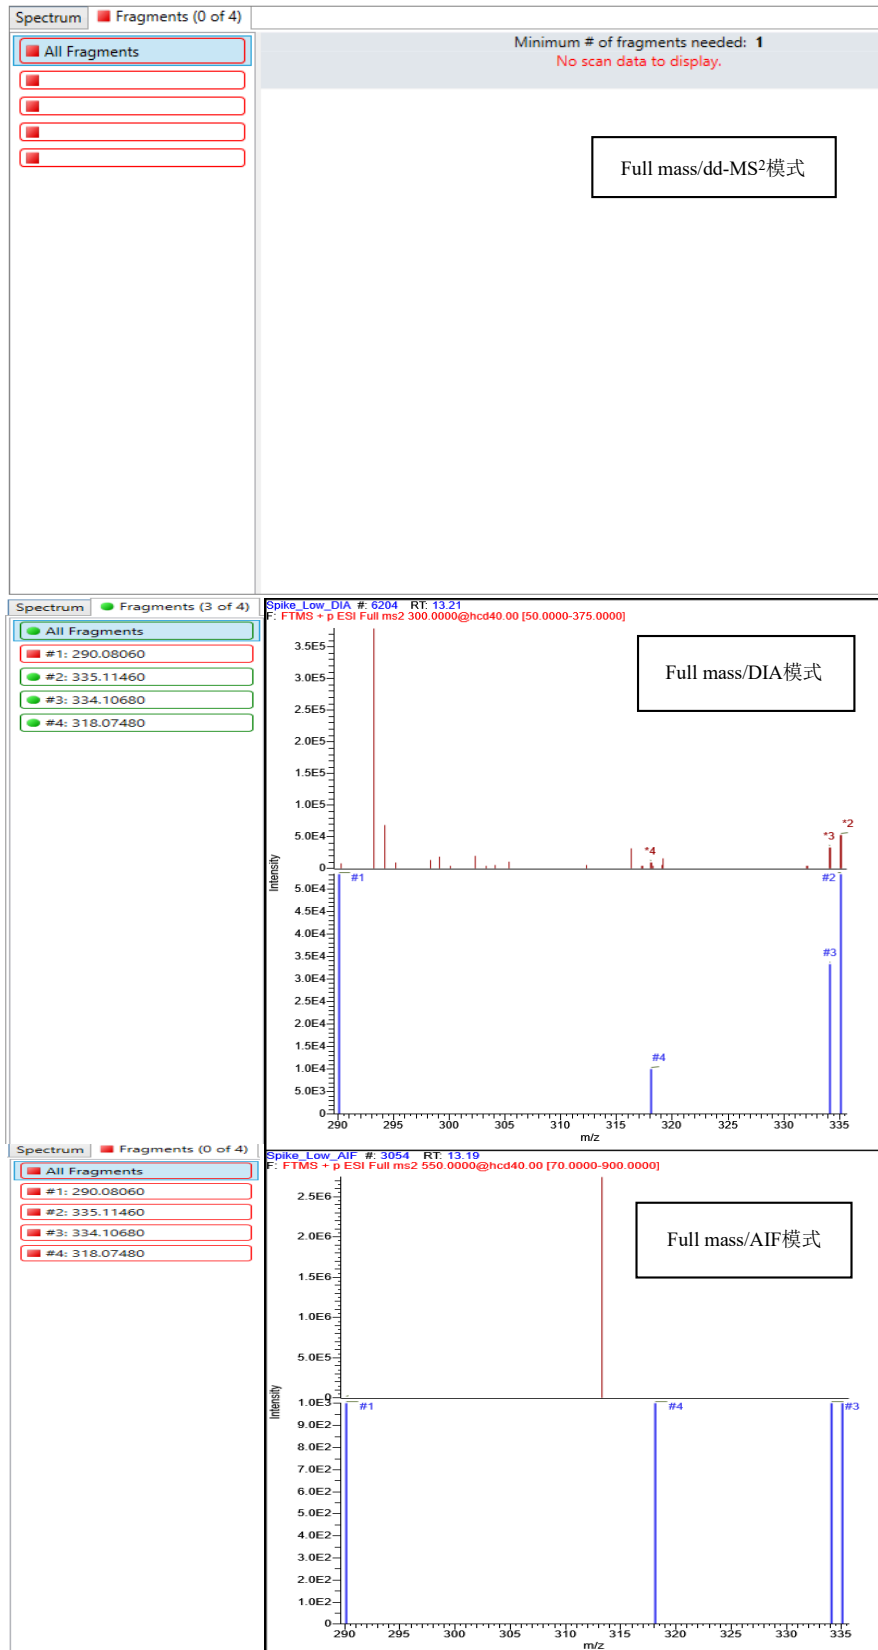 Spectrum Fragments (0 of 4)
All Fragments
Minimum # of fragments needed: 1
No scan data to display.
Full mass/dd-MS²模式
Spectrum Fragments (3 of 4)
All Fragments
#1: 290.08060
#2: 335.11460
#3: 334.10680
#4: 318.07480
Spike_Low_DIA #: 6204 RT: 13.21
F: FTMS + p ESI Full ms2 300.0000@hcd40.00 [50.0000-375.0000]
Full mass/DIA模式
3.5E5
3.0E5
2.5E5
2.0E5
1.5E5
1.0E5
5.0E4
0
*4
*3
*2
Intensity
5.0E4
4.5E4
4.0E4
3.5E4
3.0E4
2.5E4
2.0E4
1.5E4
1.0E4
5.0E3
0
#1
#2
#3
#4
290 295 300 305 310 315 320 325 330 335
m/z
Spectrum Fragments (0 of 4)
All Fragments
#1: 290.08060
#2: 335.11460
#3: 334.10680
#4: 318.07480
Spike_Low_AIF #: 3054 RT: 13.19
F: FTMS + p ESI Full ms2 550.0000@hcd40.00 [70.0000-900.0000]
Full mass/AIF模式
2.5E6
2.0E6
1.5E6
1.0E6
5.0E5
0
Intensity
1.0E3
9.0E2
8.0E2
7.0E2
6.0E2
5.0E2
4.0E2
3.0E2
2.0E2
1.0E2
0
#1
#4
#3
290 295 300 305 310 315 320 325 330 335
m/z